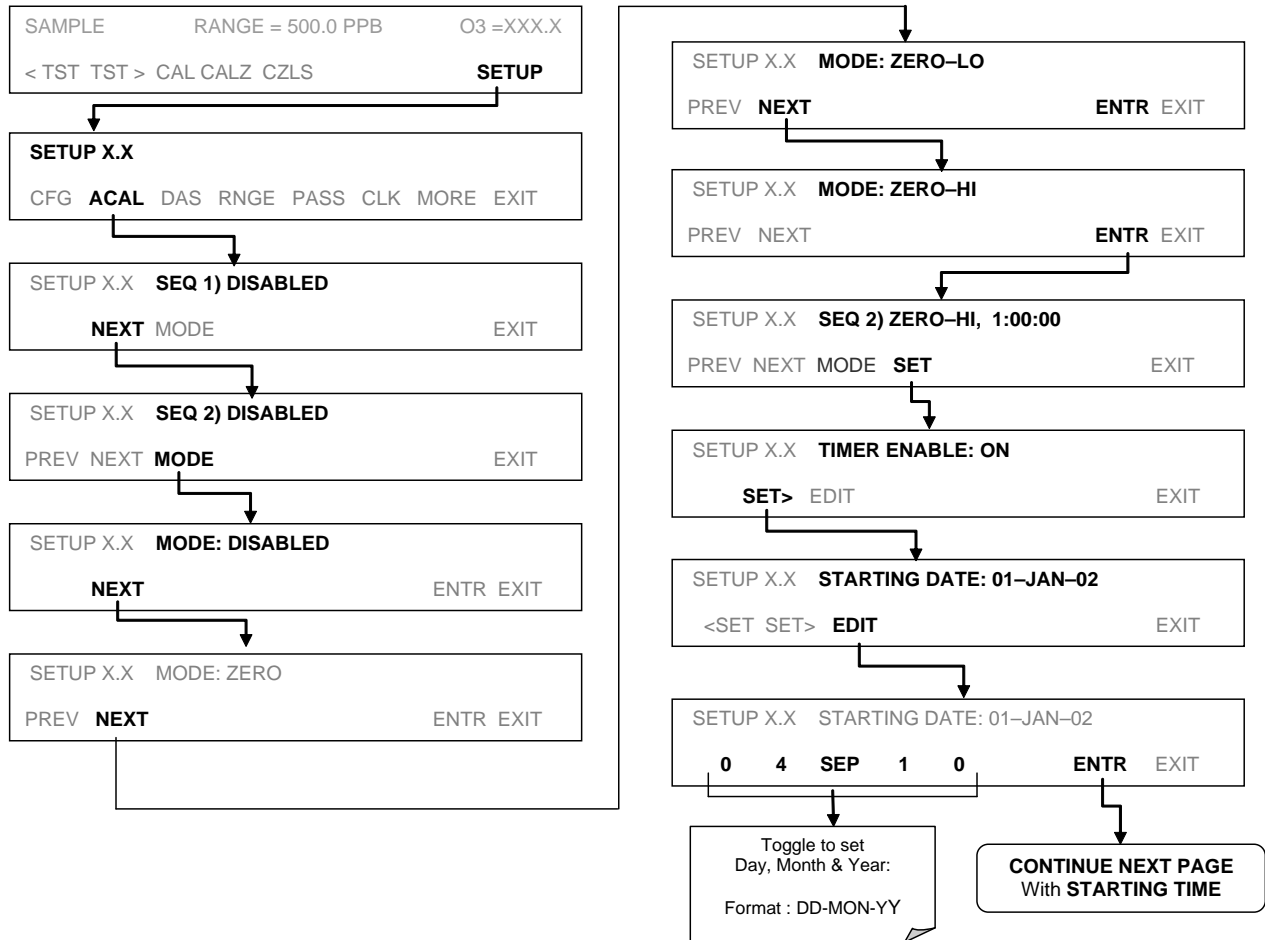 SAMPLE RANGE = 500.0 PPB O3 =XXX.X
< TST TST > CAL CALZ CZLS SETUP
SETUP X.X
CFG ACAL DAS RNGE PASS CLK MORE EXIT
SETUP X.X SEQ 1) DISABLED
NEXT MODE EXIT
SETUP X.X SEQ 2) DISABLED
PREV NEXT MODE EXIT
SETUP X.X MODE: DISABLED
NEXT ENTR EXIT
SETUP X.X MODE: ZERO
PREV NEXT ENTR EXIT
SETUP X.X MODE: ZERO–LO
PREV NEXT ENTR EXIT
SETUP X.X MODE: ZERO–HI
PREV NEXT ENTR EXIT
SETUP X.X SEQ 2) ZERO–HI, 1:00:00
PREV NEXT MODE SET EXIT
SETUP X.X TIMER ENABLE: ON
SET> EDIT EXIT
SETUP X.X STARTING DATE: 01–JAN–02
<SET SET> EDIT EXIT
SETUP X.X STARTING DATE: 01–JAN–02
0 4 SEP 1 0 ENTR EXIT
Toggle to set
Day, Month & Year:
Format : DD-MON-YY
CONTINUE NEXT PAGE
With STARTING TIME